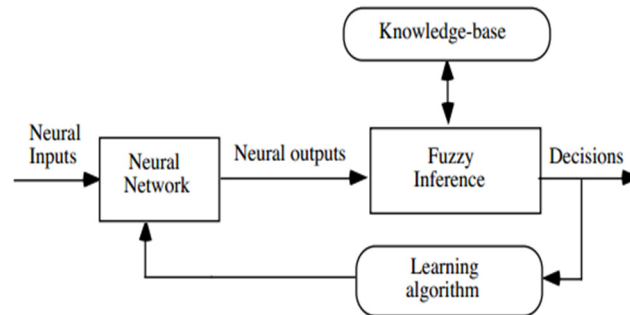 Knowledge-base
Neural
Inputs
Neural
Network
Neural outputs
Fuzzy
Inference
Decisions
Learning
algorithm